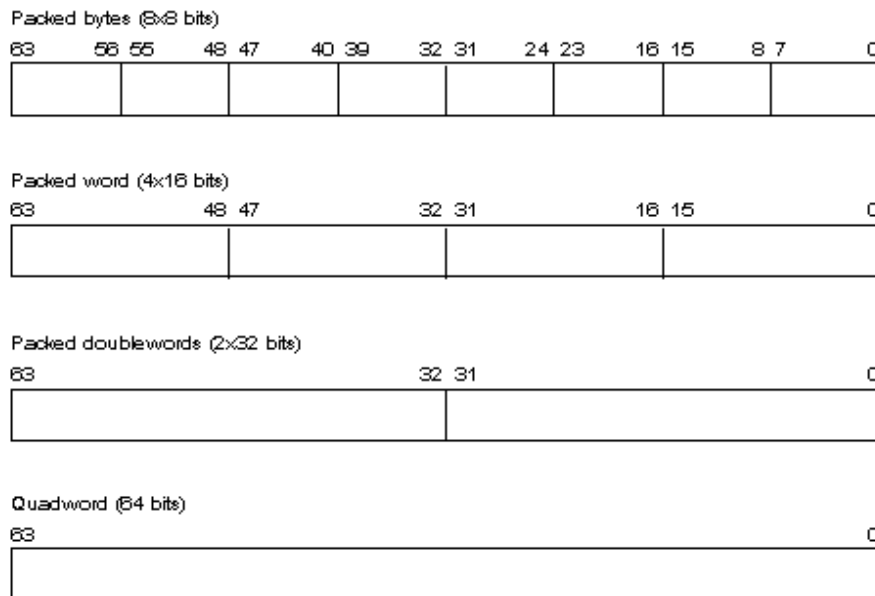 Packed bytes (8x8 bits)
63 56 55 48 47 40 39 32 31 24 23 16 15 8 7 0
Packed word (4x16 bits)
63 48 47 32 31 16 15 0
Packed doublewords (2x32 bits)
63 32 31 0
Quadword (64 bits)
63 0